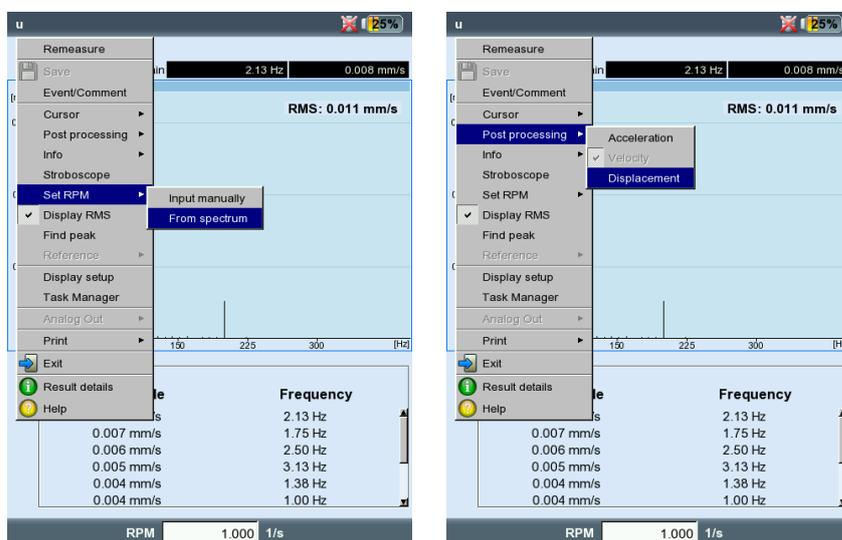 u
25%
Remeasure
Save
in
2.13 Hz
0.008 mm/s
Event/Comment
RMS: 0.011 mm/s
Cursor
Post processing
Info
Stroboscope
Set RPM
Input manually
From spectrum
Display RMS
Find peak
Reference
Display setup
Task Manager
Analog Out
Print
150
225
300
[Hz]
Exit
Result details
Help
Frequency
2.13 Hz
0.007 mm/s 1.75 Hz
0.006 mm/s 2.50 Hz
0.005 mm/s 3.13 Hz
0.004 mm/s 1.38 Hz
0.004 mm/s 1.00 Hz
RPM 1.000 1/s
u
25%
Remeasure
Save
in
2.13 Hz
0.008 mm/s
Event/Comment
RMS: 0.011 mm/s
Cursor
Post processing
Acceleration
Velocity
Displacement
Info
Stroboscope
Set RPM
Display RMS
Find peak
Reference
Display setup
Task Manager
Analog Out
Print
150
225
300
[H
Exit
Result details
Help
Frequency
2.13 Hz
0.007 mm/s 1.75 Hz
0.006 mm/s 2.50 Hz
0.005 mm/s 3.13 Hz
0.004 mm/s 1.38 Hz
0.004 mm/s 1.00 Hz
RPM 1.000 1/s